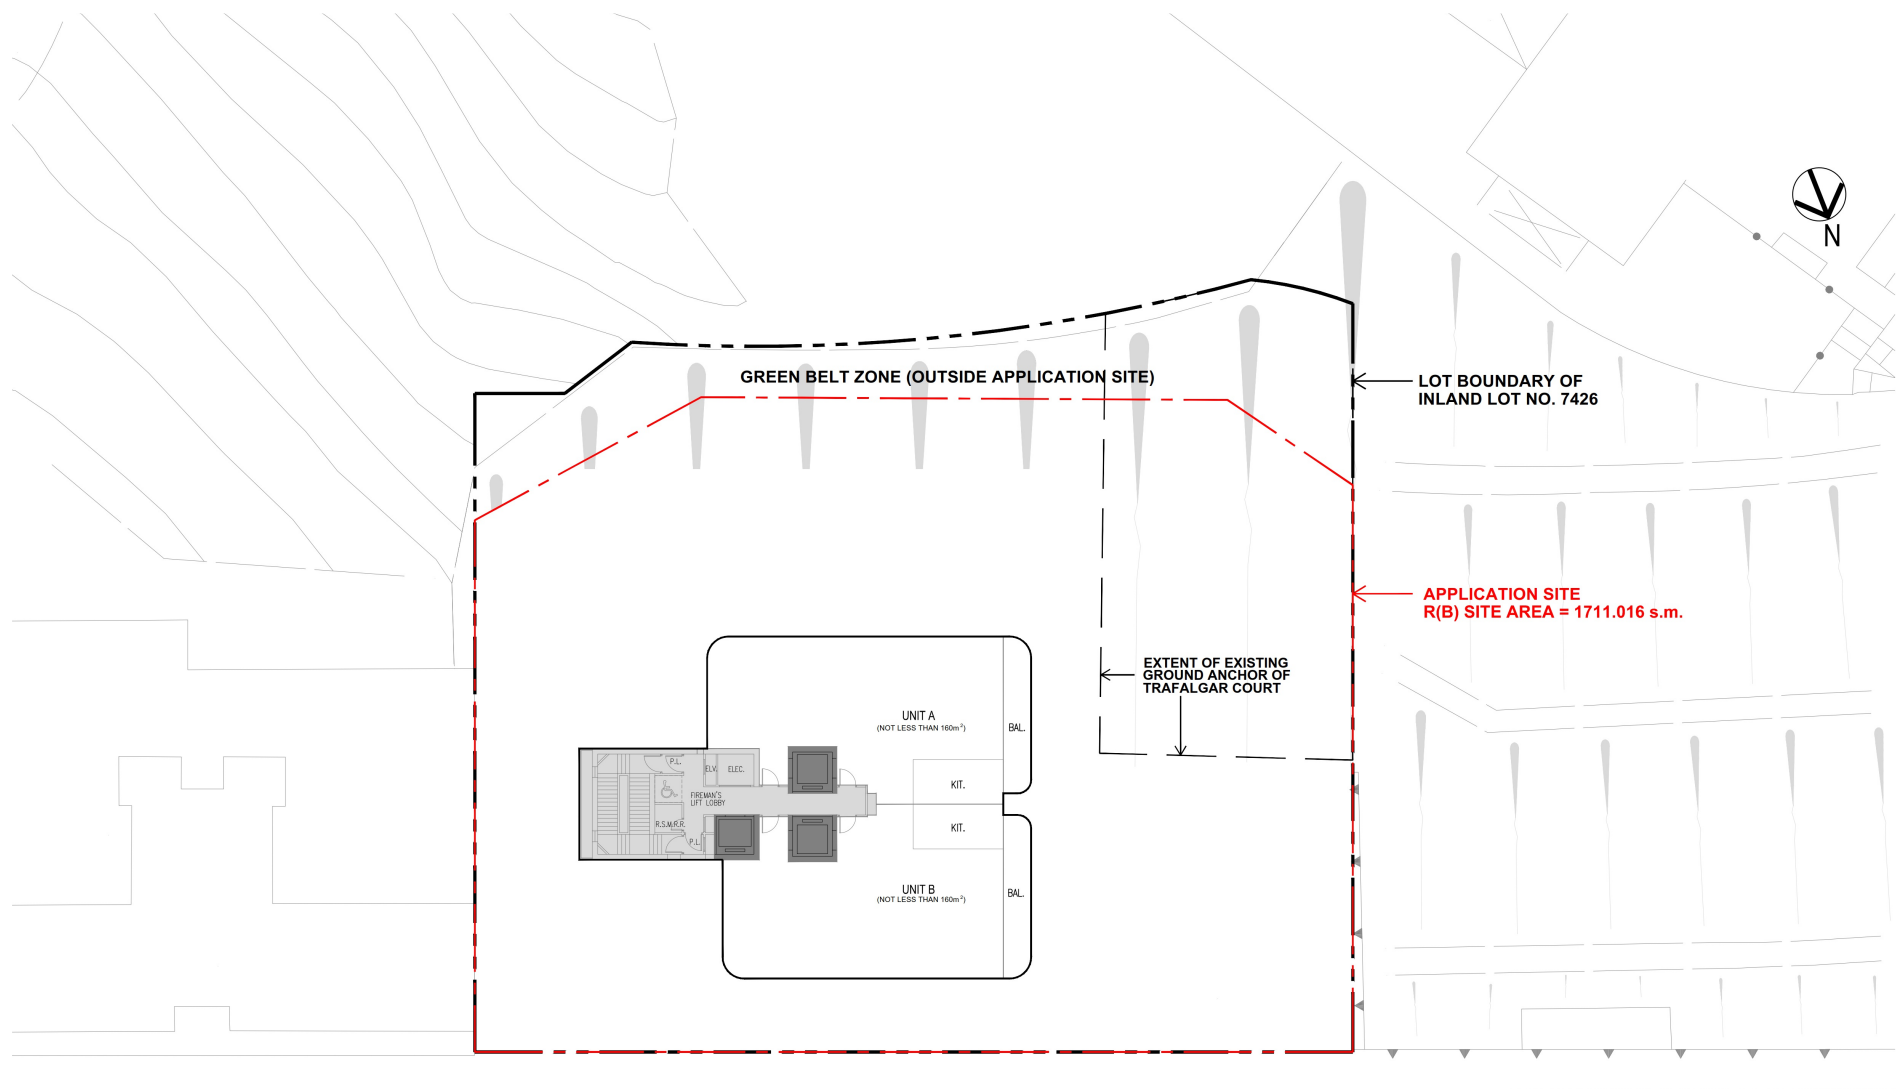 N
GREEN BELT ZONE (OUTSIDE APPLICATION SITE)
LOT BOUNDARY OF
INLAND LOT NO. 7426
APPLICATION SITE
R(B) SITE AREA = 1711.016 s.m.
EXTENT OF EXISTING
GROUND ANCHOR OF
TRAFALGAR COURT
UNIT A
(NOT LESS THAN 160m²)
BAL.
P.L.
ELV.
ELEC.
KIT.
FIREMAN'S
LIFT LOBBY
R.S.M.R.R.
P.L.
KIT.
UNIT B
(NOT LESS THAN 160m²)
BAL.